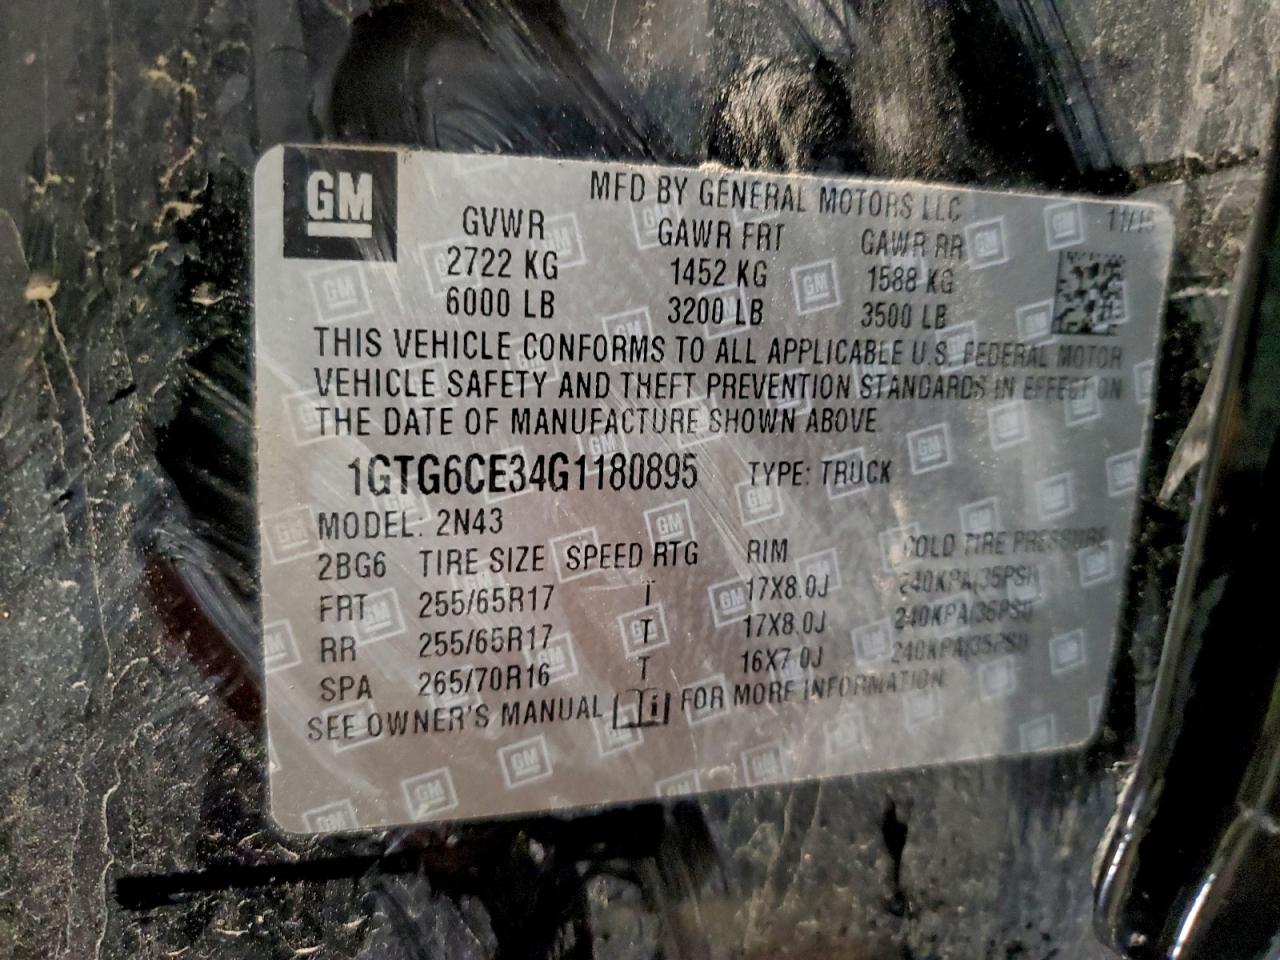 GM
MFD BY GENERAL MOTORS LLC
11/15
GVWR GAWR FRT GAWR RR
2722 KG 1452 KG 1588 KG
6000 LB 3200 LB 3500 LB
THIS VEHICLE CONFORMS TO ALL APPLICABLE U.S. FEDERAL MOTOR
VEHICLE SAFETY AND THEFT PREVENTION STANDARDS IN EFFECT ON
THE DATE OF MANUFACTURE SHOWN ABOVE
1GTG6CE34G1180895 TYPE: TRUCK
MODEL: 2N43
2BG6 TIRE SIZE SPEED RTG RIM COLD TIRE PRESSURE
FRT 255/65R17 T 17X8.0J 240KPA(35PSI)
RR 255/65R17 T 17X8.0J 240KPA(35PSI)
SPA 265/70R16 T 16X7.0J 240KPA(35PSI)
SEE OWNER'S MANUAL i FOR MORE INFORMATION